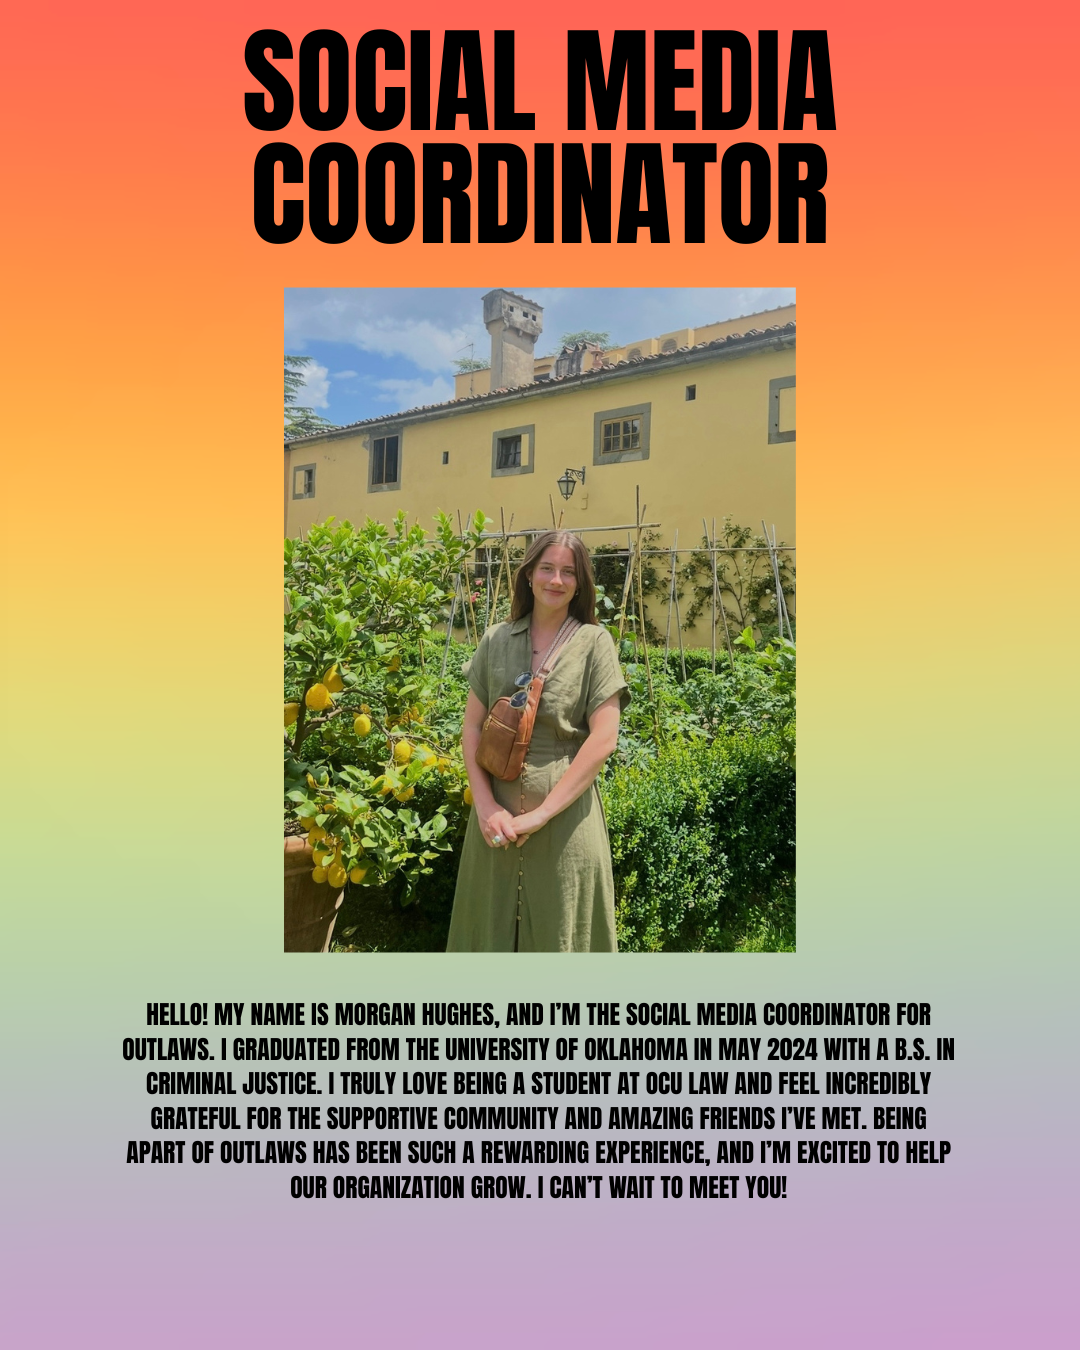 SOCIAL MEDIA
COORDINATOR
HELLO! MY NAME IS MORGAN HUGHES, AND I'M THE SOCIAL MEDIA COORDINATOR FOR
OUTLAWS. I GRADUATED FROM THE UNIVERSITY OF OKLAHOMA IN MAY 2024 WITH A B.S. IN
CRIMINAL JUSTICE. I TRULY LOVE BEING A STUDENT AT OCU LAW AND FEEL INCREDIBLY
GRATEFUL FOR THE SUPPORTIVE COMMUNITY AND AMAZING FRIENDS I'VE MET. BEING
APART OF OUTLAWS HAS BEEN SUCH A REWARDING EXPERIENCE, AND I'M EXCITED TO HELP
OUR ORGANIZATION GROW. I CAN'T WAIT TO MEET YOU!